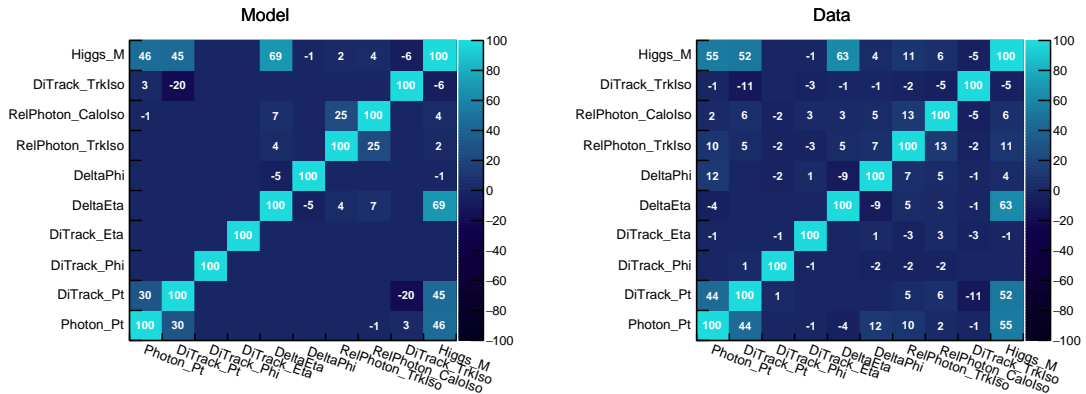 Model
Higgs_M 46 45 69 -1 2 4 -6 100
DiTrack_TrkIso 3 -20 100 -6
RelPhoton_CaloIso -1 7 25 100 4
RelPhoton_TrkIso 4 100 25 2
DeltaPhi -5 100 -1
DeltaEta 100 -5 4 7 69
DiTrack_Eta 100
DiTrack_Phi 100
DiTrack_Pt 30 100 -20 45
Photon_Pt 100 30 -1 3 46
Photon_Pt
DiTrack_Pt
DiTrack_Phi
DiTrack_Eta
DeltaEta
DeltaPhi
RelPhoton_TrkIso
RelPhoton_CaloIso
DiTrack_TrkIso
Higgs_M
100
80
60
40
20
0
−20
−40
−60
−80
−100
Data
Higgs_M 55 52 -1 63 4 11 6 -5 100
DiTrack_TrkIso -1 -11 -3 -1 -1 -2 -5 100 -5
RelPhoton_CaloIso 2 6 -2 3 3 5 13 100 -5 6
RelPhoton_TrkIso 10 5 -2 -3 5 7 100 13 -2 11
DeltaPhi 12 -2 1 -9 100 7 5 -1 4
DeltaEta -4 100 -9 5 3 -1 63
DiTrack_Eta -1 -1 100 1 -3 3 -3 -1
DiTrack_Phi 1 100 -1 -2 -2 -2
DiTrack_Pt 44 100 1 5 6 -11 52
Photon_Pt 100 44 -1 -4 12 10 2 -1 55
Photon_Pt
DiTrack_Pt
DiTrack_Phi
DiTrack_Eta
DeltaEta
DeltaPhi
RelPhoton_TrkIso
RelPhoton_CaloIso
DiTrack_TrkIso
Higgs_M
100
80
60
40
20
0
−20
−40
−60
−80
−100